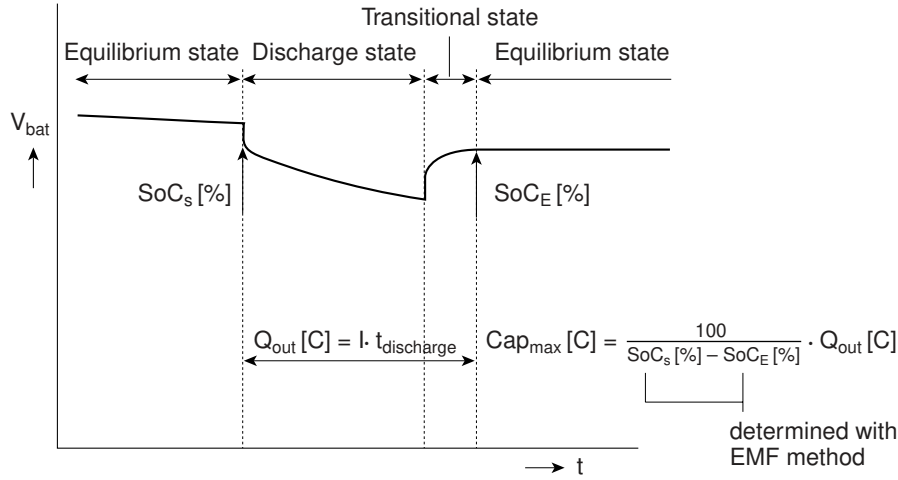 Transitional state
Equilibrium state Discharge state Equilibrium state
V_bat
SoC_s [%] SoC_E [%]
Q_out [C] = I· t_discharge Cap_max [C] = 100 / SoC_s [%] – SoC_E [%] · Q_out [C]
determined with
EMF method
t